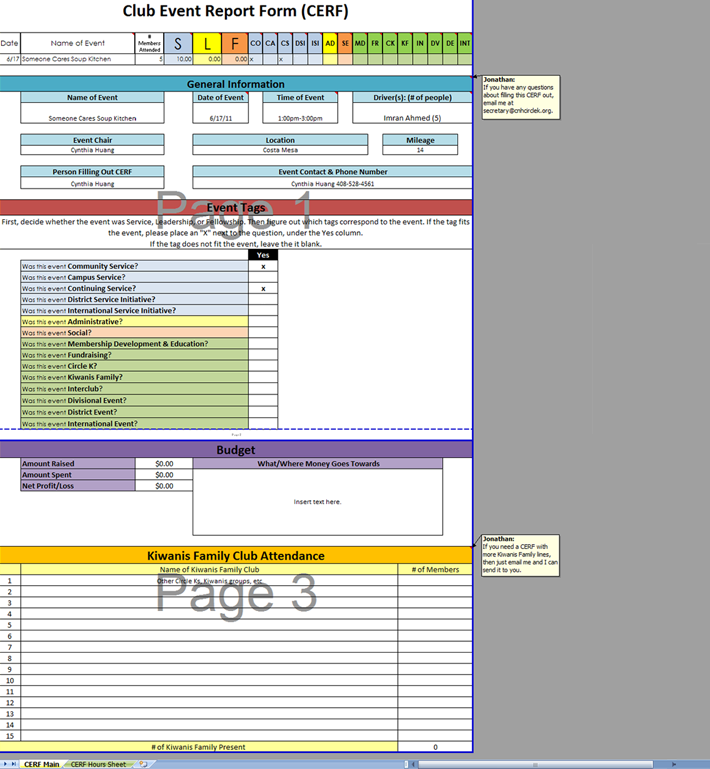 Club Event Report Form (CERF)
Date Name of Event # Members Attended S L F CO CA CS DSI ISI AD SE MD FR CK KF IN DV DE INT
6/17 Someone Cares Soup Kitchen 5 10.00 0.00 0.00 x x
General Information
Name of Event Date of Event Time of Event Driver(s): (# of people)
Someone Cares Soup Kitchen 6/17/11 1:00pm-3:00pm Imran Ahmed (5)
Event Chair Location Mileage
Cynthia Huang Costa Mesa 14
Person Filling Out CERF Event Contact & Phone Number
Cynthia Huang Cynthia Huang 408-528-4561
Page 1
Event Tags
First, decide whether the event was Service, Leadership, or Fellowship. Then figure out which tags correspond to the event. If the tag fits
the event, please place an "X" next to the question, under the Yes column.
If the tag does not fit the event, leave the it blank.
Yes
Was this event Community Service? x
Was this event Campus Service?
Was this event Continuing Service? x
Was this event District Service Initiative?
Was this event International Service Initiative?
Was this event Administrative?
Was this event Social?
Was this event Membership Development & Education?
Was this event Fundraising?
Was this event Circle K?
Was this event Kiwanis Family?
Was this event Interclub?
Was this event Divisional Event?
Was this event District Event?
Was this event International Event?
Budget
Amount Raised $0.00 What/Where Money Goes Towards
Amount Spent $0.00
Net Profit/Loss $0.00
Insert text here.
Kiwanis Family Club Attendance
Name of Kiwanis Family Club # of Members
1 Other Circle Ks, Kiwanis groups, etc.
Page 3
2
3
4
5
6
7
8
9
10
11
12
13
14
15
# of Kiwanis Family Present 0
CERF Main CERF Hours Sheet
Jonathan:
If you have any questions
about filling this CERF out,
email me at
secretary@cnhcirclek.org.
Jonathan:
If you need a CERF with
more Kiwanis Family lines,
then just email me and I can
send it to you.